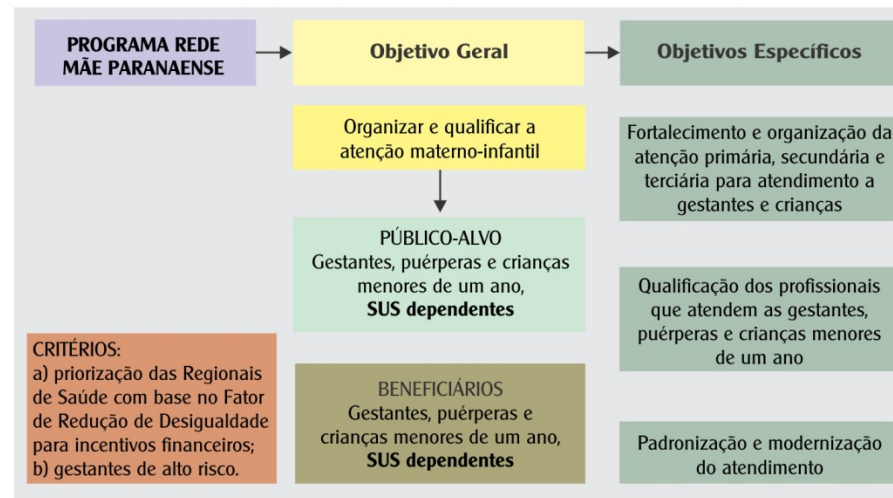 PROGRAMA REDE
MÃE PARANAENSE
Objetivo Geral
Objetivos Específicos
Organizar e qualificar a
atenção materno-infantil
PÚBLICO-ALVO
Gestantes, puérperas e crianças
menores de um ano,
SUS dependentes
BENEFICIÁRIOS
Gestantes, puérperas e
crianças menores de um ano,
SUS dependentes
CRITÉRIOS:
a) priorização das Regionais
de Saúde com base no Fator
de Redução de Desigualdade
para incentivos financeiros;
b) gestantes de alto risco.
Fortalecimento e organização da
atenção primária, secundária e
terciária para atendimento a
gestantes e crianças
Qualificação dos profissionais
que atendem as gestantes,
puérperas e crianças menores
de um ano
Padronização e modernização
do atendimento